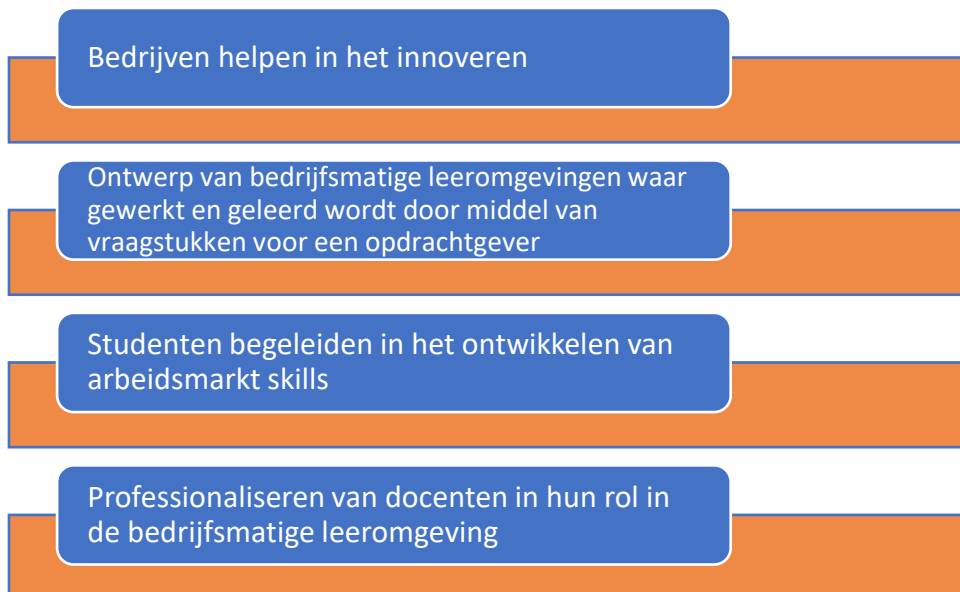 Bedrijven helpen in het innoveren
Ontwerp van bedrijfsmatige leeromgevingen waar
gewerkt en geleerd wordt door middel van
vraagstukken voor een opdrachtgever
Studenten begeleiden in het ontwikkelen van
arbeidsmarkt skills
Professionaliseren van docenten in hun rol in
de bedrijfsmatige leeromgeving